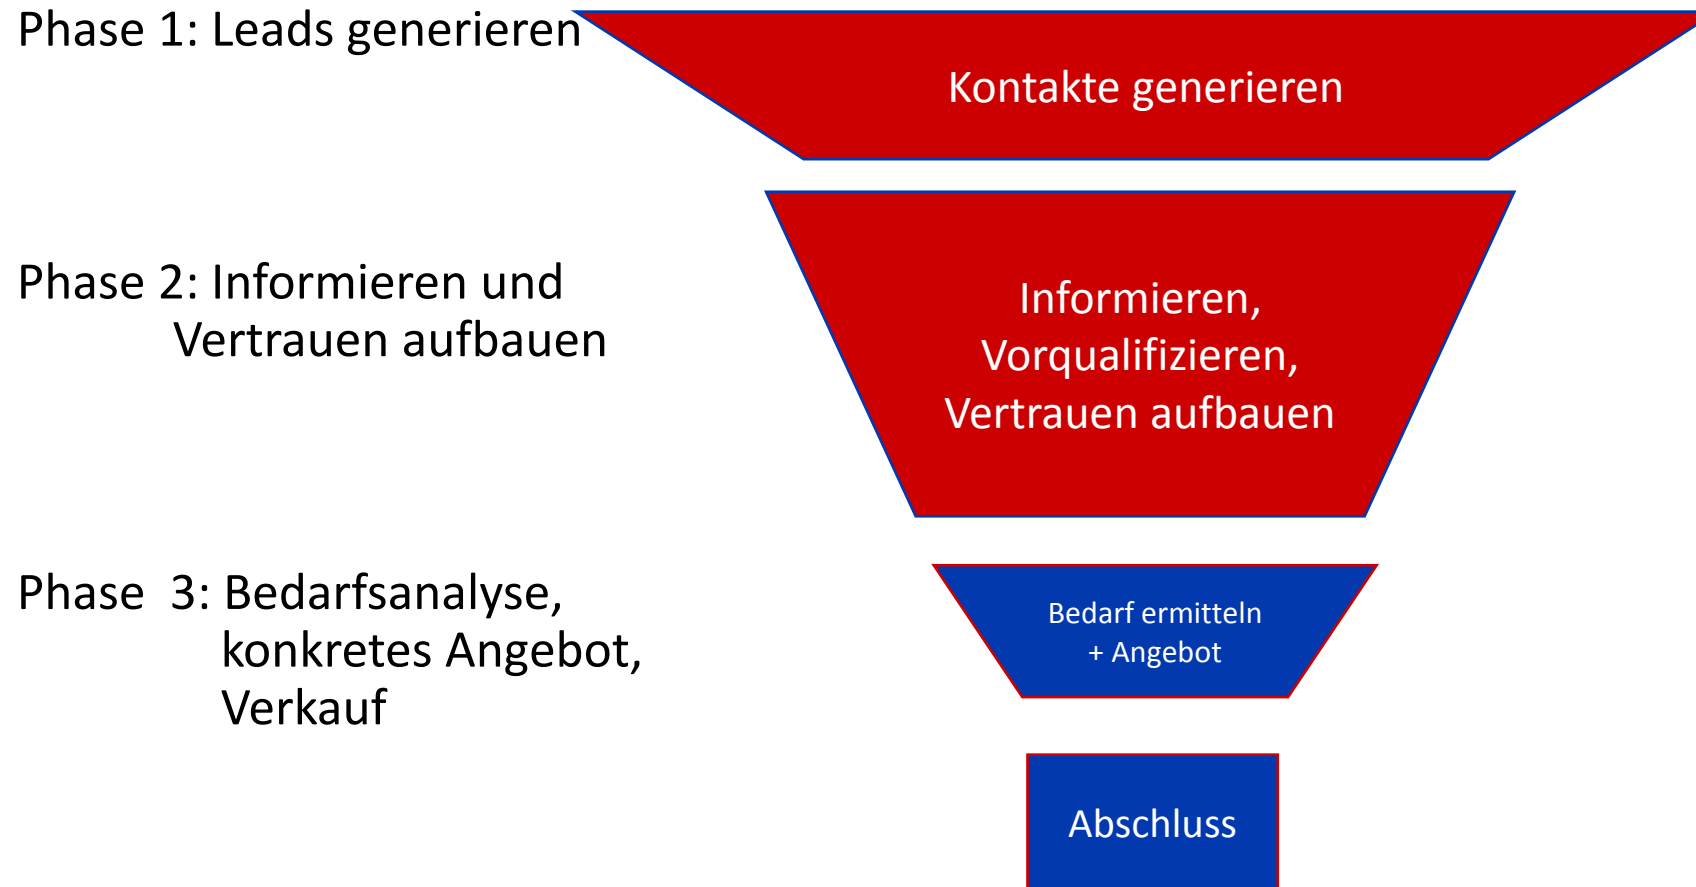 Phase 1: Leads generieren
Kontakte generieren
Phase 2: Informieren und
Vertrauen aufbauen
Informieren,
Vorqualifizieren,
Vertrauen aufbauen
Phase  3: Bedarfsanalyse,
konkretes Angebot,
Verkauf
Bedarf ermitteln
+ Angebot
Abschluss